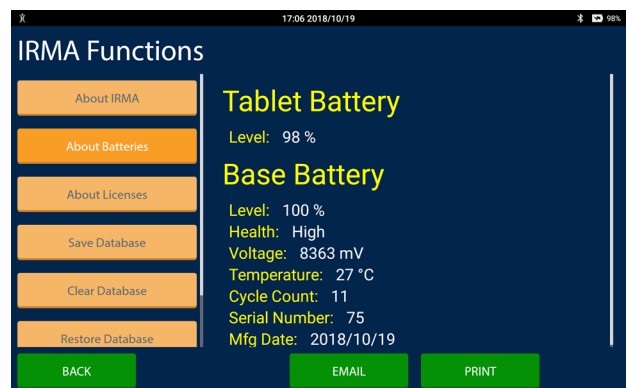 17:06 2018/10/19
98%
IRMA Functions
About IRMA
About Batteries
About Licenses
Save Database
Clear Database
Restore Database
Tablet Battery
Level: 98 %
Base Battery
Level: 100 %
Health: High
Voltage: 8363 mV
Temperature: 27 °C
Cycle Count: 11
Serial Number: 75
Mfg Date: 2018/10/19
BACK
EMAIL
PRINT